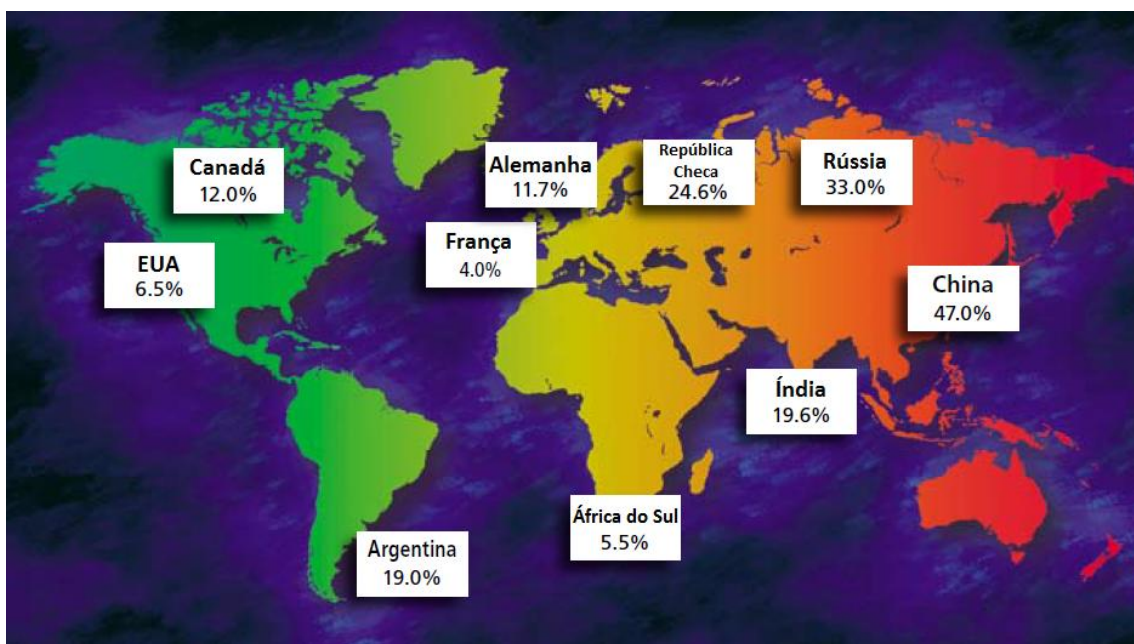 Canadá
12.0%
EUA
6.5%
Alemanha
11.7%
República
Checa
24.6%
Rússia
33.0%
França
4.0%
China
47.0%
Índia
19.6%
África do Sul
5.5%
Argentina
19.0%